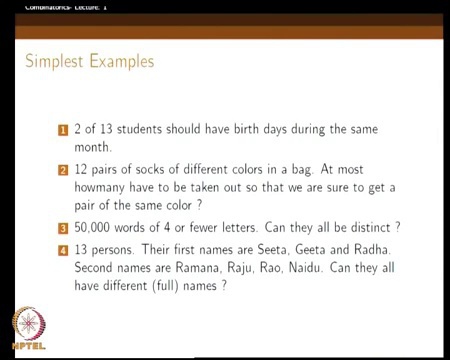 Combinatorics- Lecture: 1
Simplest Examples
1 2 of 13 students should have birth days during the same
month.
2 12 pairs of socks of different colors in a bag. At most
howmany have to be taken out so that we are sure to get a
pair of the same color ?
3 50,000 words of 4 or fewer letters. Can they all be distinct ?
4 13 persons. Their first names are Seeta, Geeta and Radha.
Second names are Ramana, Raju, Rao, Naidu. Can they all
have different (full) names ?
NPTEL